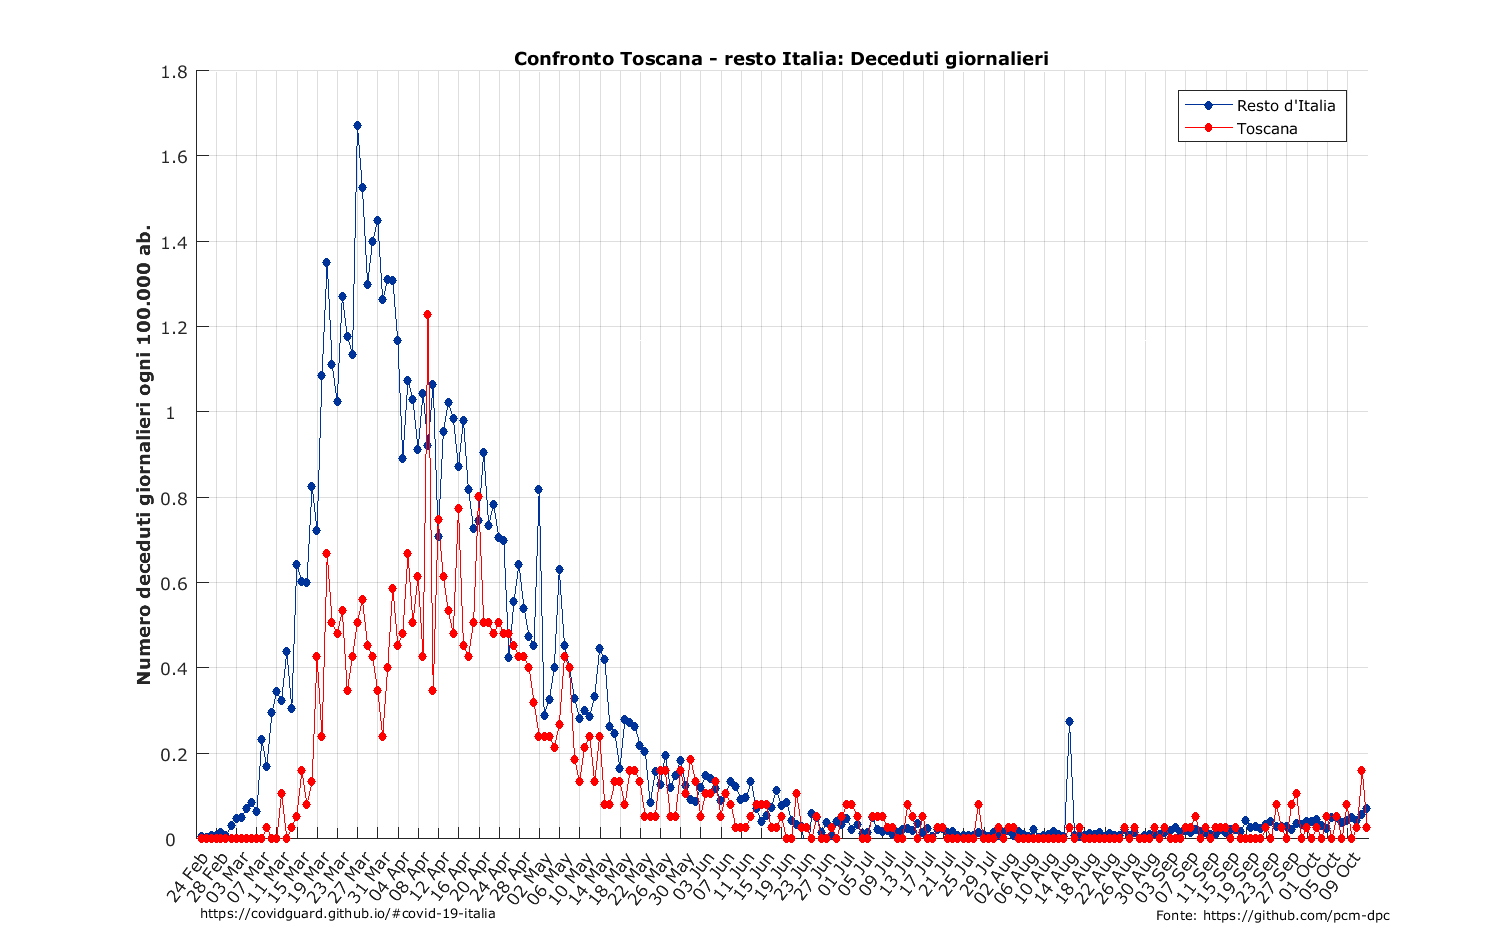 Confronto Toscana - resto Italia: Deceduti giornalieri
Numero deceduti giornalieri ogni 100.000 ab.
1.8
1.6
1.4
1.2
1
0.8
0.6
0.4
0.2
0
Resto d'Italia
Toscana
24 Feb
28 Feb
03 Mar
07 Mar
11 Mar
15 Mar
19 Mar
23 Mar
27 Mar
31 Mar
04 Apr
08 Apr
12 Apr
16 Apr
20 Apr
24 Apr
28 Apr
02 May
06 May
10 May
14 May
18 May
22 May
26 May
30 May
03 Jun
07 Jun
11 Jun
15 Jun
19 Jun
23 Jun
27 Jun
01 Jul
05 Jul
09 Jul
13 Jul
17 Jul
21 Jul
25 Jul
29 Jul
02 Aug
06 Aug
10 Aug
14 Aug
18 Aug
22 Aug
26 Aug
30 Aug
03 Sep
07 Sep
11 Sep
15 Sep
19 Sep
23 Sep
27 Sep
01 Oct
05 Oct
09 Oct
https://covidguard.github.io/#covid-19-italia
Fonte: https://github.com/pcm-dpc